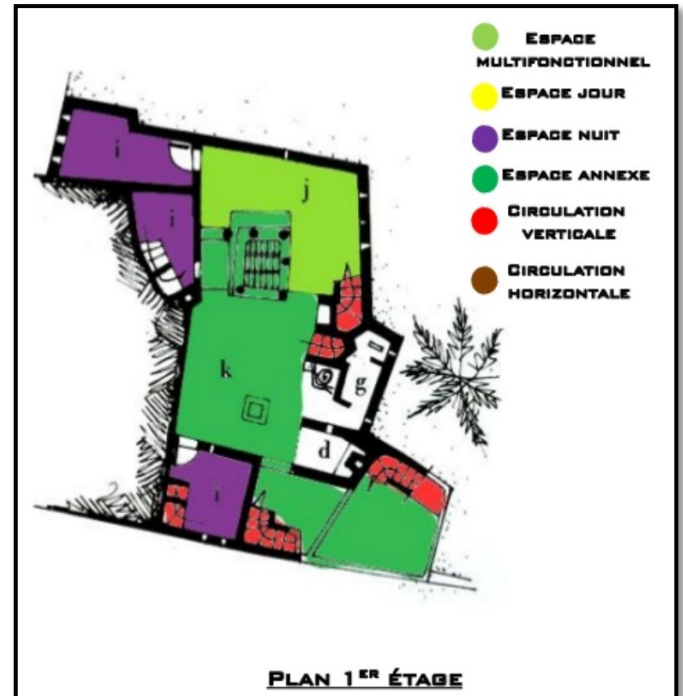 ESPACE
MULTIFONCTIONNEL
ESPACE JOUR
ESPACE NUIT
ESPACE ANNEXE
CIRCULATION
VERTICALE
CIRCULATION
HORIZONTALE
i
j
i
k
g
d
i
PLAN 1ER ÉTAGE